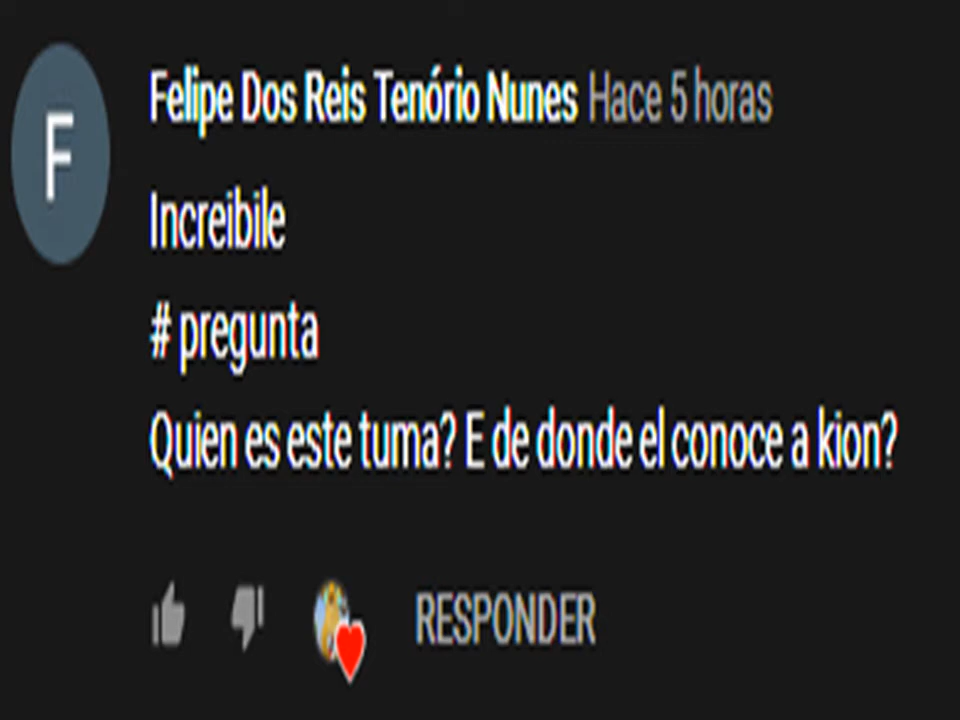 F
Felipe Dos Reis Tenório Nunes Hace 5 horas
Increibile
# pregunta
Quien es este tuma? E de donde el conoce a kion?
RESPONDER